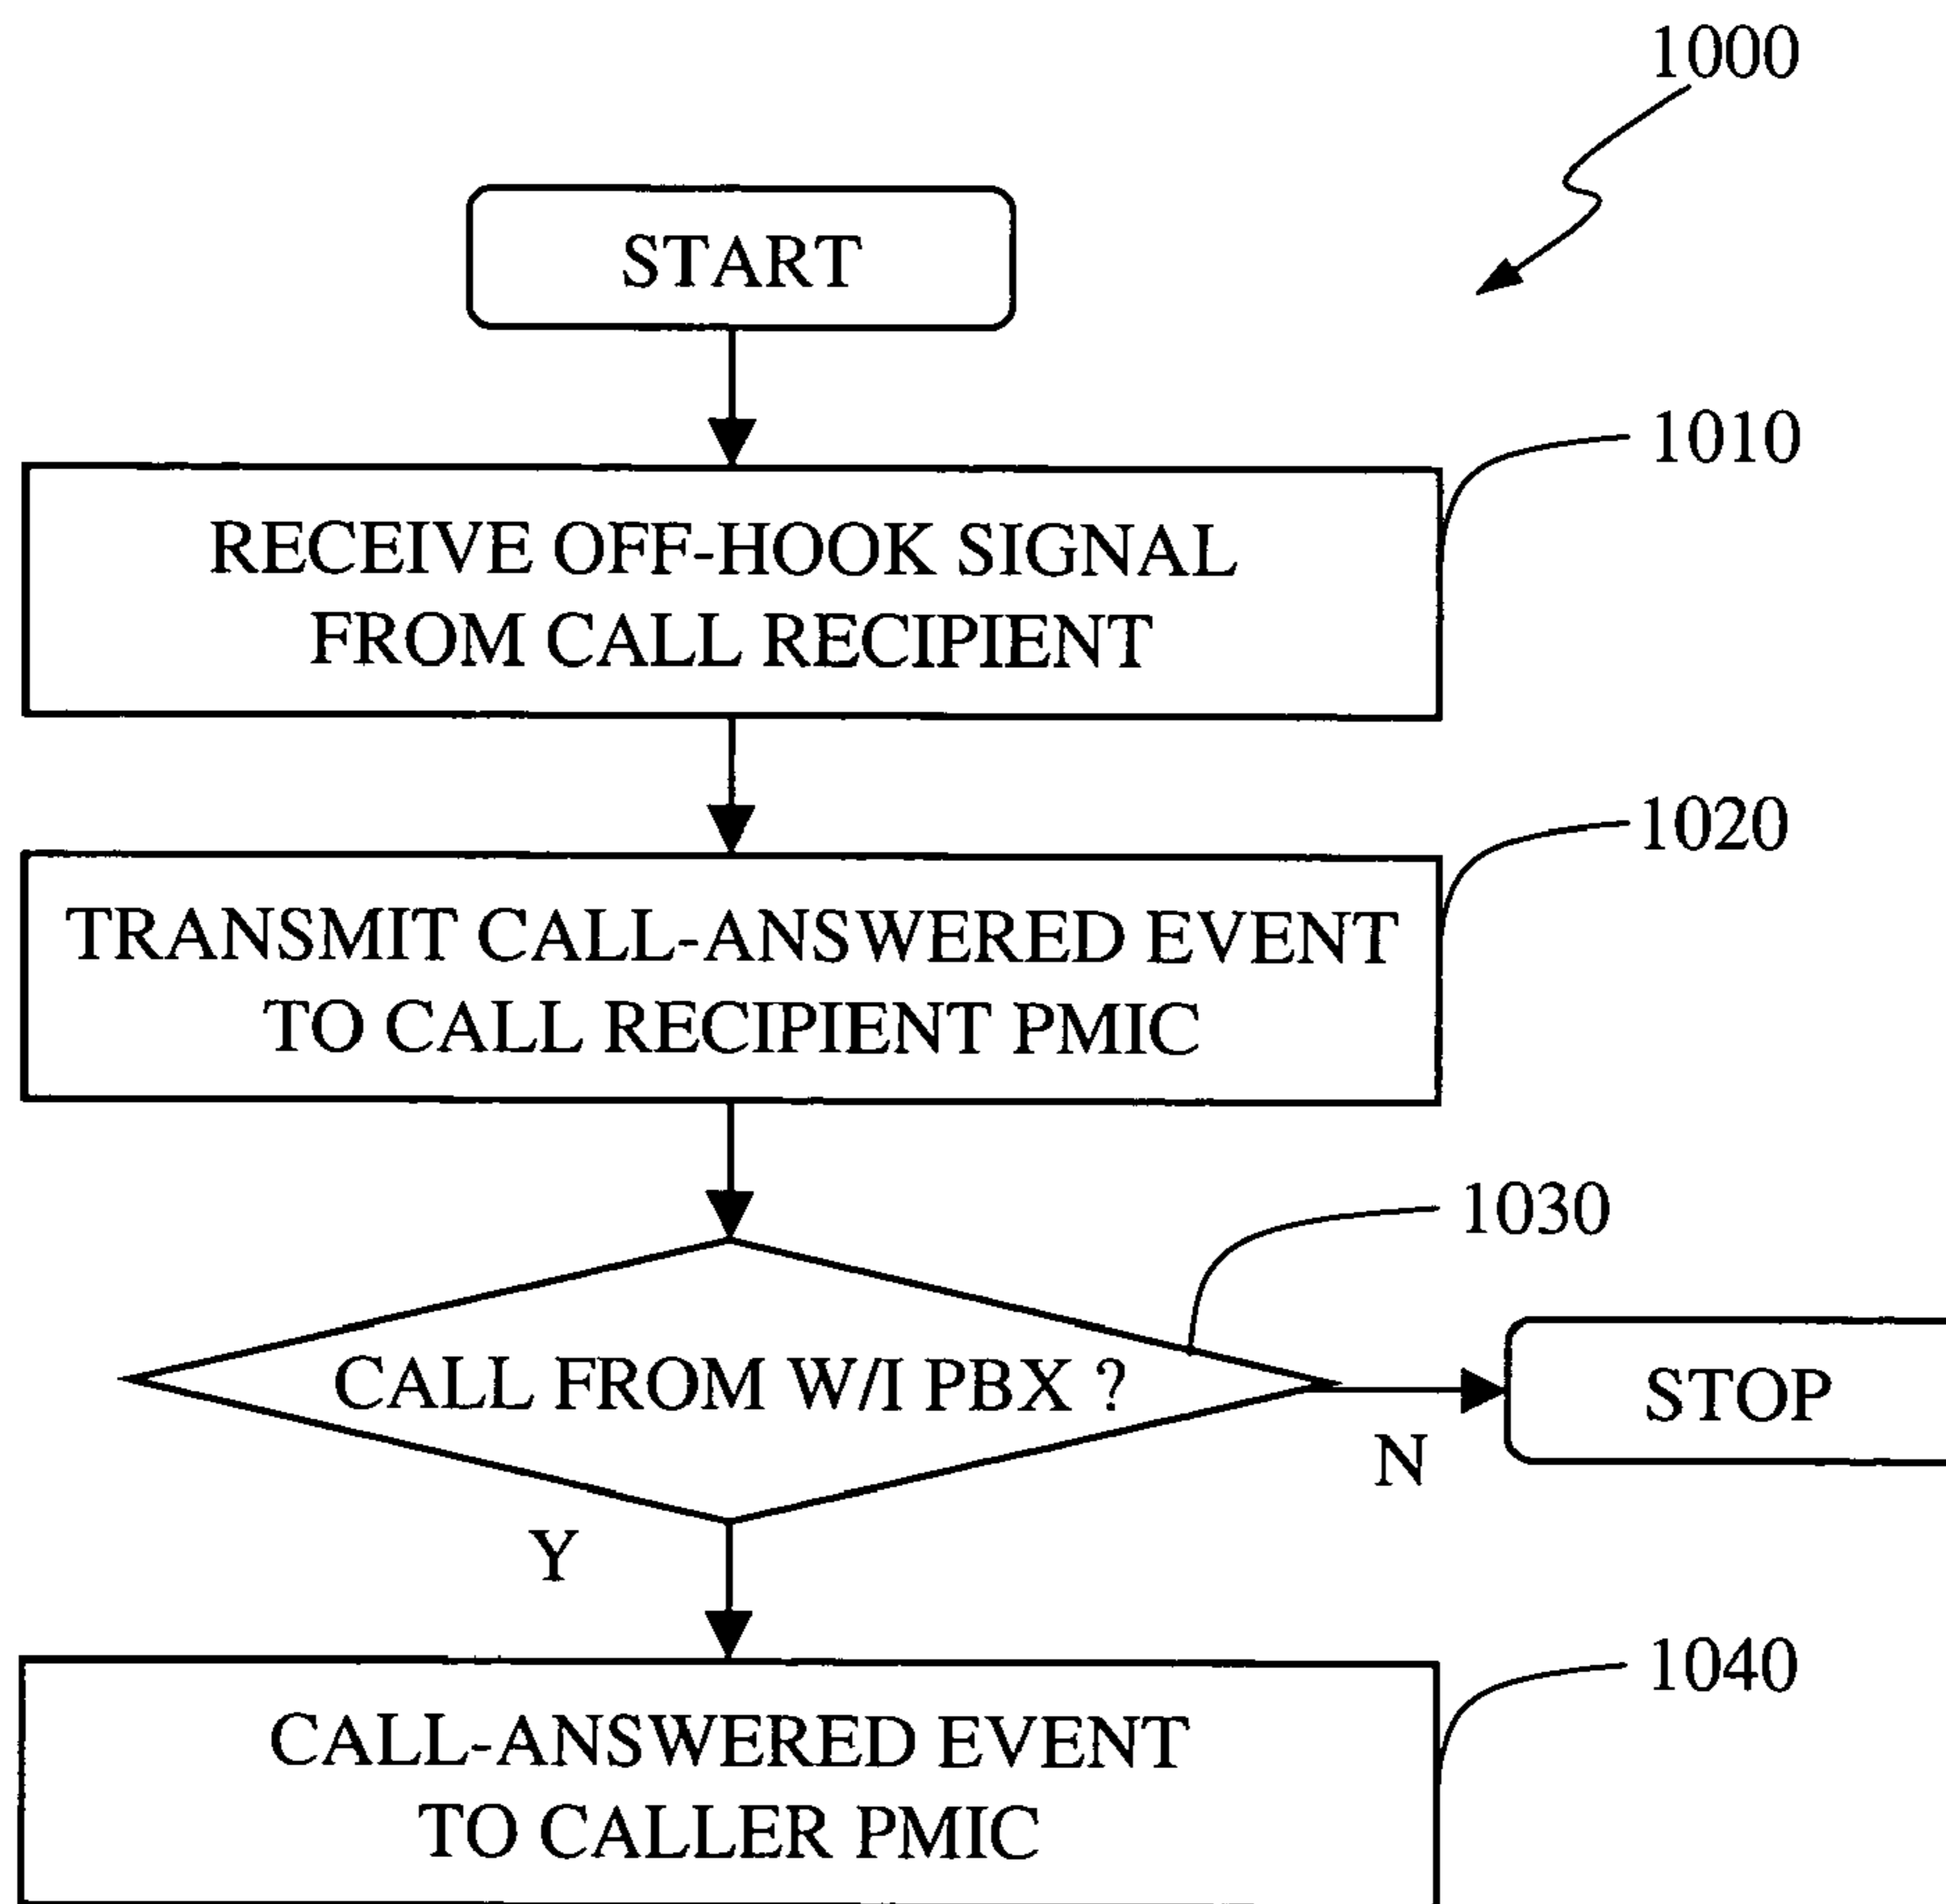 1000
START
1010
RECEIVE OFF-HOOK SIGNAL
FROM CALL RECIPIENT
1020
TRANSMIT CALL-ANSWERED EVENT
TO CALL RECIPIENT PMIC
1030
CALL FROM W/I PBX ?
STOP
N
Y
1040
CALL-ANSWERED EVENT
TO CALLER PMIC